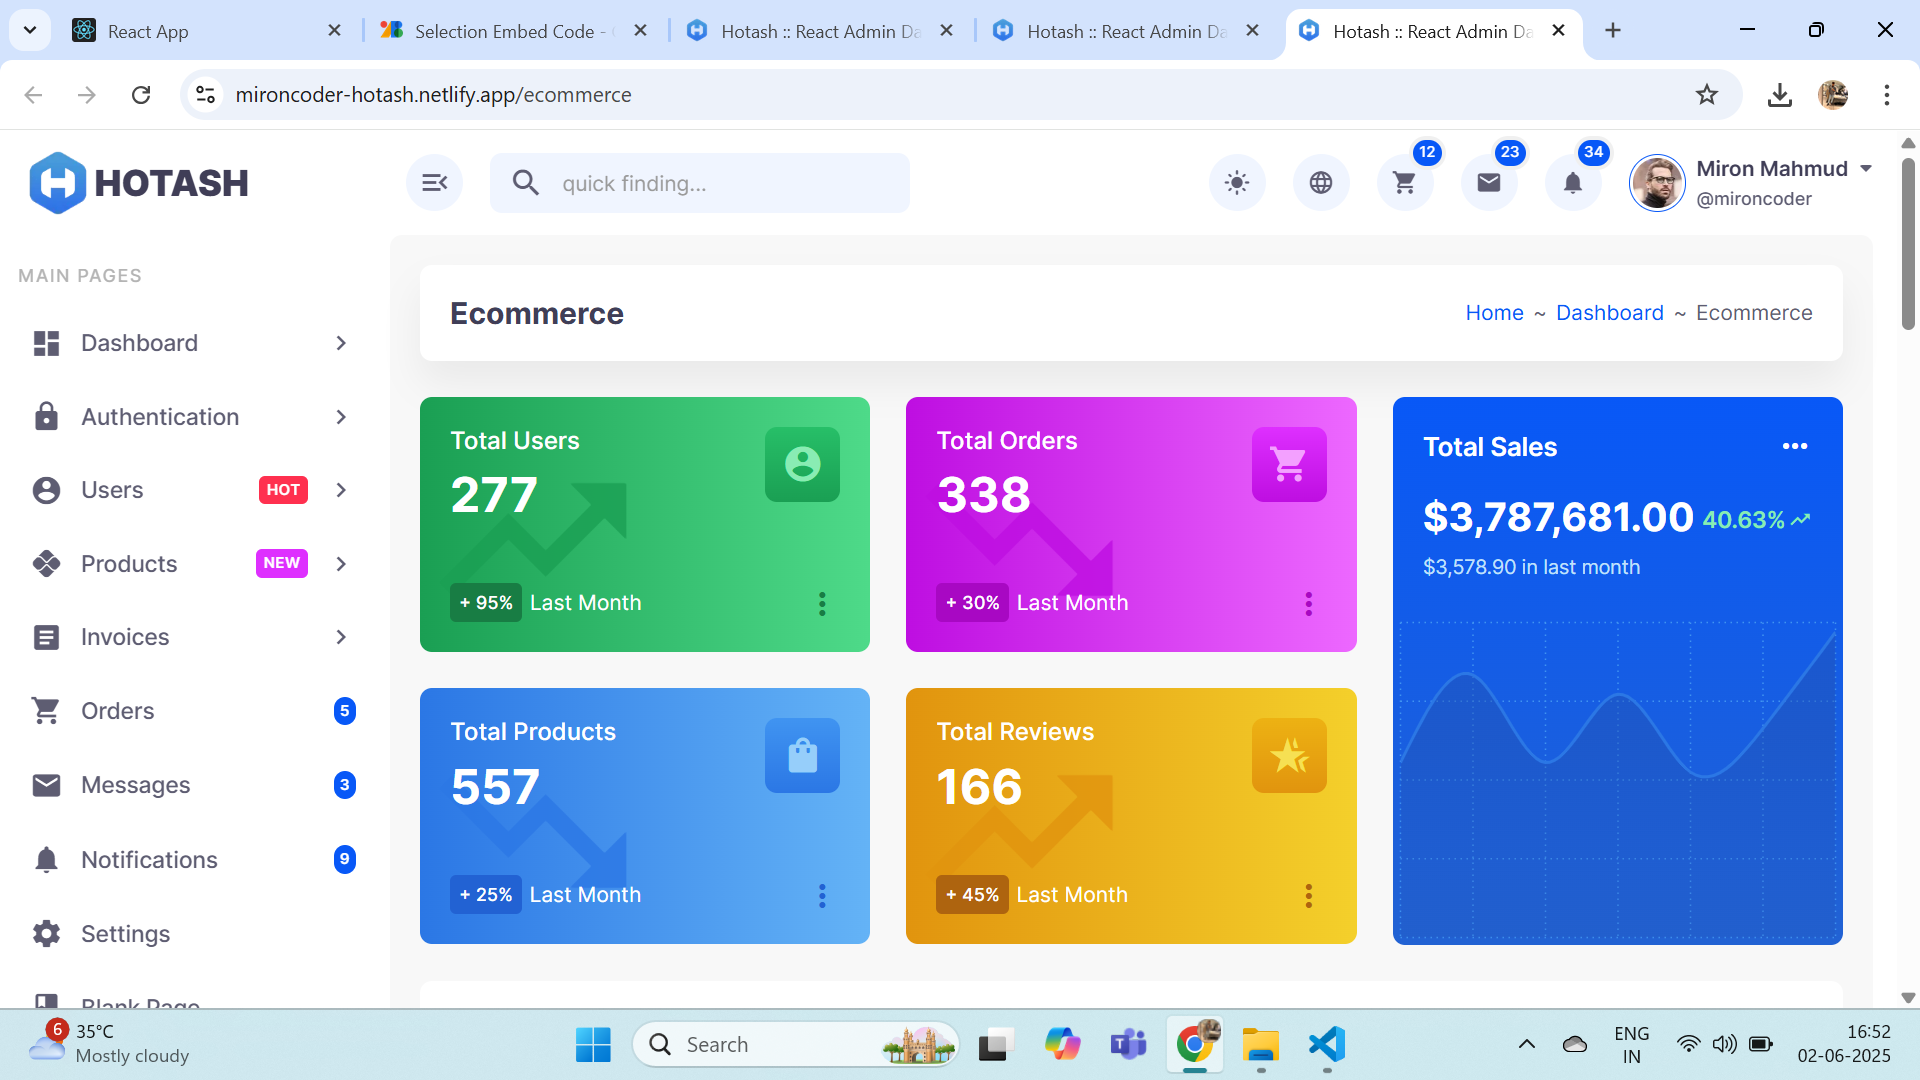 React App
Selection Embed Code -
Hotash :: React Admin Da
Hotash :: React Admin Da
Hotash :: React Admin Da
mironcoder-hotash.netlify.app/ecommerce
HOTASH
quick finding...
12
23
34
Miron Mahmud
@mironcoder
MAIN PAGES
Dashboard
Authentication
Users
HOT
Products
NEW
Invoices
Orders
5
Messages
3
Notifications
9
Settings
Blank Page
Ecommerce
Home ~ Dashboard ~ Ecommerce
Total Users
277
+ 95% Last Month
Total Orders
338
+ 30% Last Month
Total Products
557
+ 25% Last Month
Total Reviews
166
+ 45% Last Month
Total Sales
$3,787,681.00 40.63%
$3,578.90 in last month
6
35°C
Mostly cloudy
Search
ENG
IN
16:52
02-06-2025